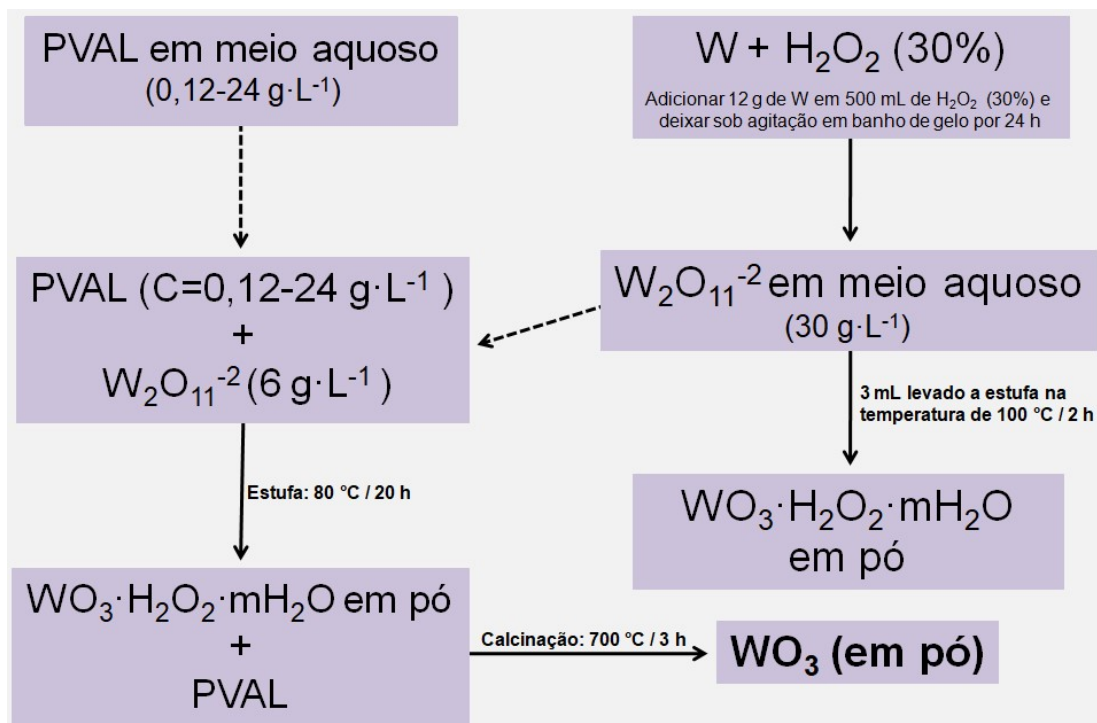 PVAL em meio aquoso
(0,12-24 g·L⁻¹)
W + H₂O₂ (30%)
Adicionar 12 g de W em 500 mL de H₂O₂ (30%) e
deixar sob agitação em banho de gelo por 24 h
PVAL (C=0,12-24 g·L⁻¹ )
+
W₂O₁₁⁻² (6 g·L⁻¹ )
W₂O₁₁⁻² em meio aquoso
(30 g·L⁻¹)
3 mL levado a estufa na
temperatura de 100 °C / 2 h
Estufa: 80 °C / 20 h
WO₃·H₂O₂·mH₂O
em pó
WO₃·H₂O₂·mH₂O em pó
+
PVAL
Calcinação: 700 °C / 3 h
WO₃ (em pó)